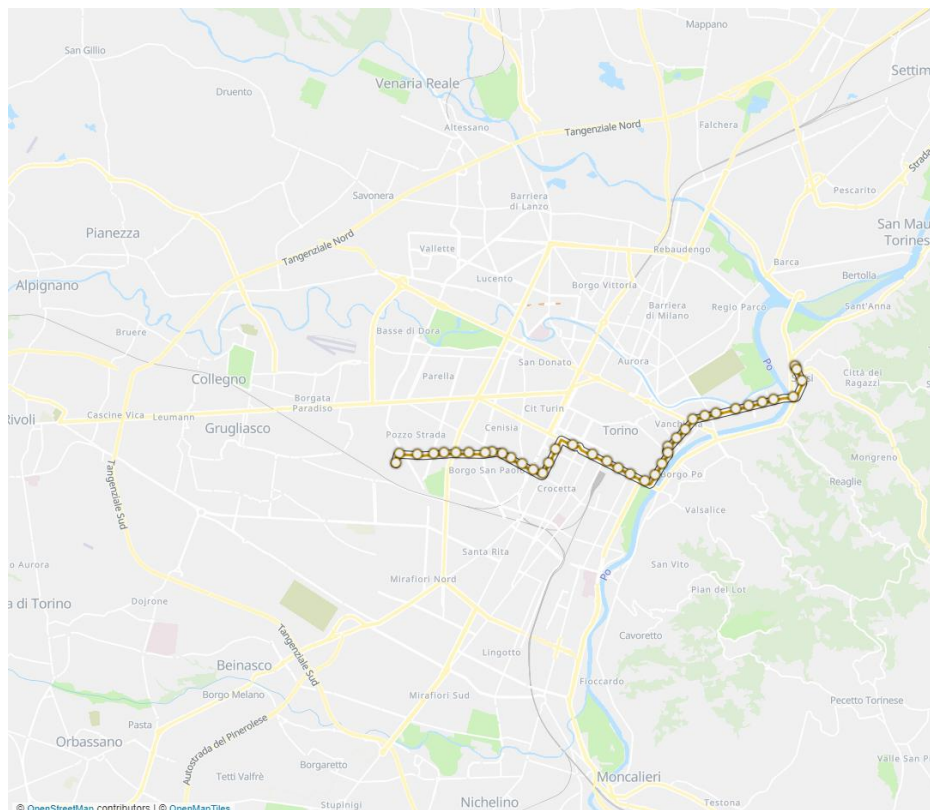 Mappano
San Gillio
Settim
Venaria Reale
Druento
Altessano
Tangenziale Nord
Falchera
Strada
Savonera
Barriera
di Lanzo
Pescarito
San Mau
Torines
Pianezza
Vallette
Rebaudengo
Tangenziale Nord
Barca
Lucento
Bertolla
Alpignano
Borgo Vittoria
Regio Parco
Sant'Anna
Barriera
di Milano
Bruere
Basse di Dora
San Donato
Aurora
Po
Parella
Città dei
Ragazzi
Collegno
Borgata
Paradiso
Cit Turin
Rivoli
Cascine Vica
Leumann
Grugliasco
Cenisia
Torino
Pozzo Strada
Mongreno
Borgo San Paolo
Borgo Po
Reaglie
Crocetta
Valsalice
Tangenziale Sud
Santa Rita
o Aurora
San Vito
Po
Mirafiori Nord
Pian del Lot
a di Torino
Dojrone
Cavoretto
Tangenziale Sud
Lingotto
Beinasco
Fioccardo
Borgo Melano
Mirafiori Sud
Pecetto Torinese
Pasta
Autostrada del Pinerolese
Orbassano
Borgaretto
Valle San P
Tetti Valfrè
Moncalieri
Stupinigi
Nichelino
Testona
© OpenStreetMap contributors | © OpenMapTiles